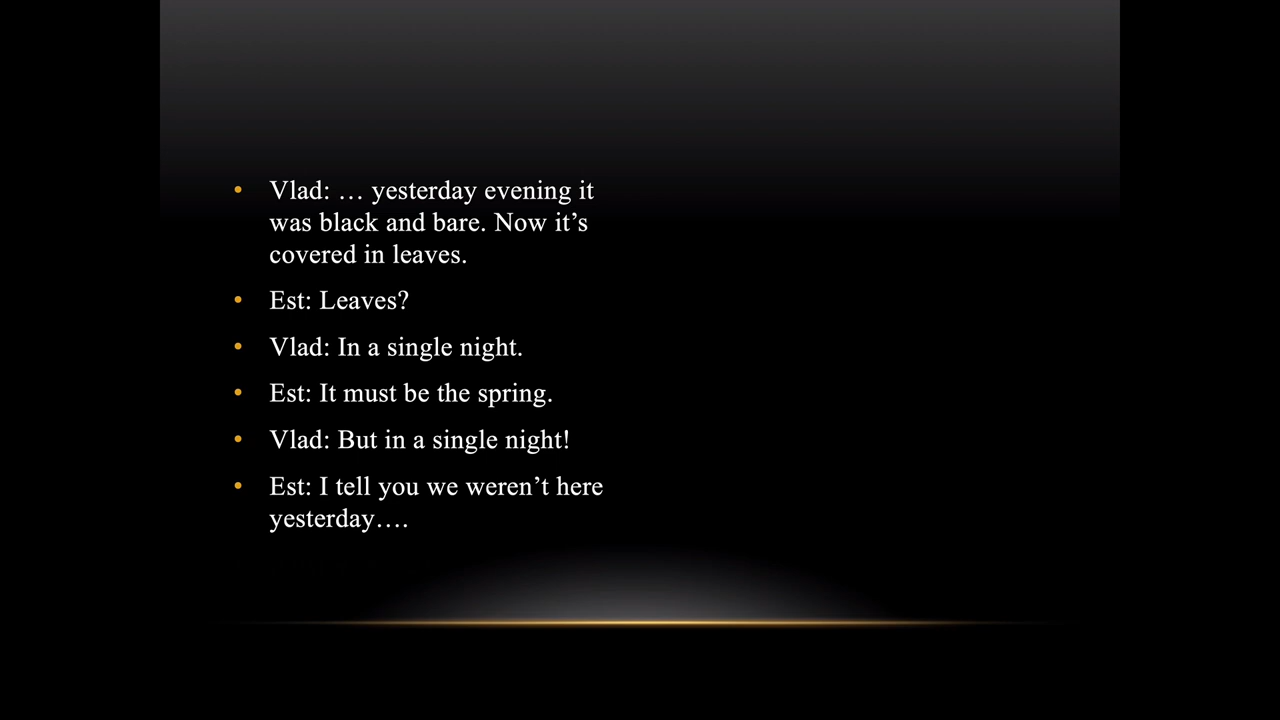 • Vlad: … yesterday evening it
was black and bare. Now it’s
covered in leaves.
• Est: Leaves?
• Vlad: In a single night.
• Est: It must be the spring.
• Vlad: But in a single night!
• Est: I tell you we weren’t here
yesterday….